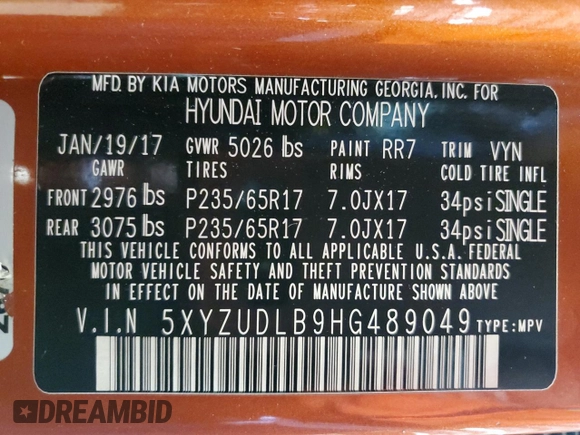 MFD. BY KIA MOTORS MANUFACTURING GEORGIA, INC. FOR
HYUNDAI MOTOR COMPANY
JAN/19/17 GVWR 5026 lbs PAINT RR7 TRIM VYN
GAWR TIRES RIMS COLD TIRE INFL
FRONT 2976 lbs P235/65R17 7.0JX17 34psi SINGLE
REAR 3075 lbs P235/65R17 7.0JX17 34psi SINGLE
THIS VEHICLE CONFORMS TO ALL APPLICABLE U.S.A. FEDERAL
MOTOR VEHICLE SAFETY AND THEFT PREVENTION STANDARDS
IN EFFECT ON THE DATE OF MANUFACTURE SHOWN ABOVE
V.I.N 5XYZUDLB9HG489049 TYPE:MPV
DREAMBID